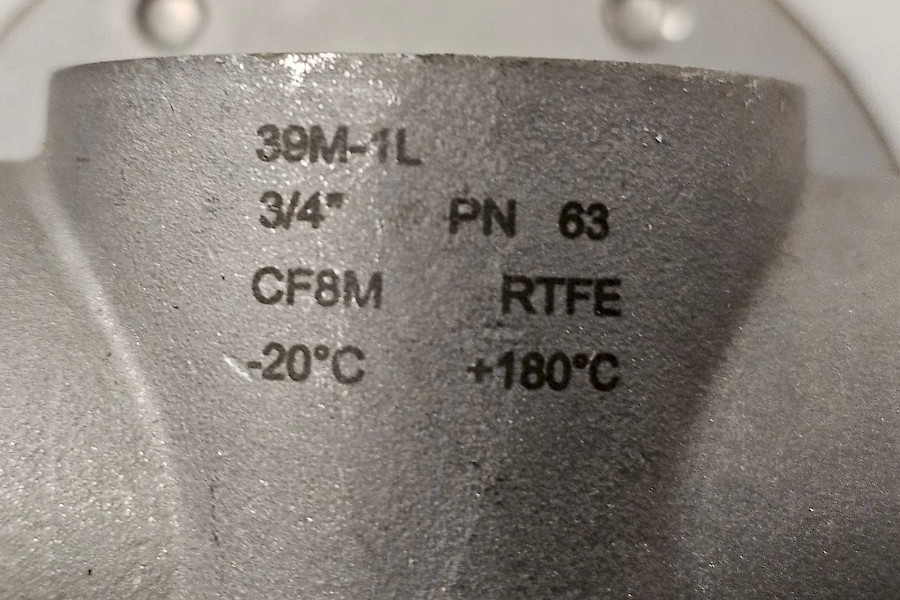 39M-1L
3/4" PN 63
CF8M RTFE
-20°C +180°C